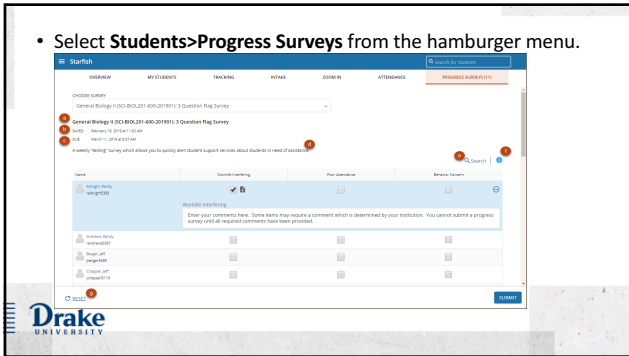 • Select Students>Progress Surveys from the hamburger menu.
Starfish
Search for Students
OVERVIEW MY STUDENTS TRACKING INTAKE ZOOM IN ATTENDANCE PROGRESS SURVEYS (11)
CHOOSE SURVEY
General Biology II (SCI-BIOL201-600-201901): 3 Question Flag Survey
a General Biology II (SCI-BIOL201-600-201901): 3 Question Flag Survey
b SAVED February 19, 2019 at 11:02 AM
c DUE March 11, 2019 at 8:57 AM
A weekly "testing" survey which allows you to quickly alert student support services about students in need of assistance. d
e Search f
Name Worklife Interfering Poor Attendance Behavior Concern
Allright, Randy
Worklife Interfering
Enter your comments here. Some items may require a comment which is determined by your institution. You cannot submit a progress
survey until all required comments have been provided.
Andrews, Randy
Berger, Jeff
jberger5396
Chappell, Jeff
RESET g SUBMIT
Drake
UNIVERSITY